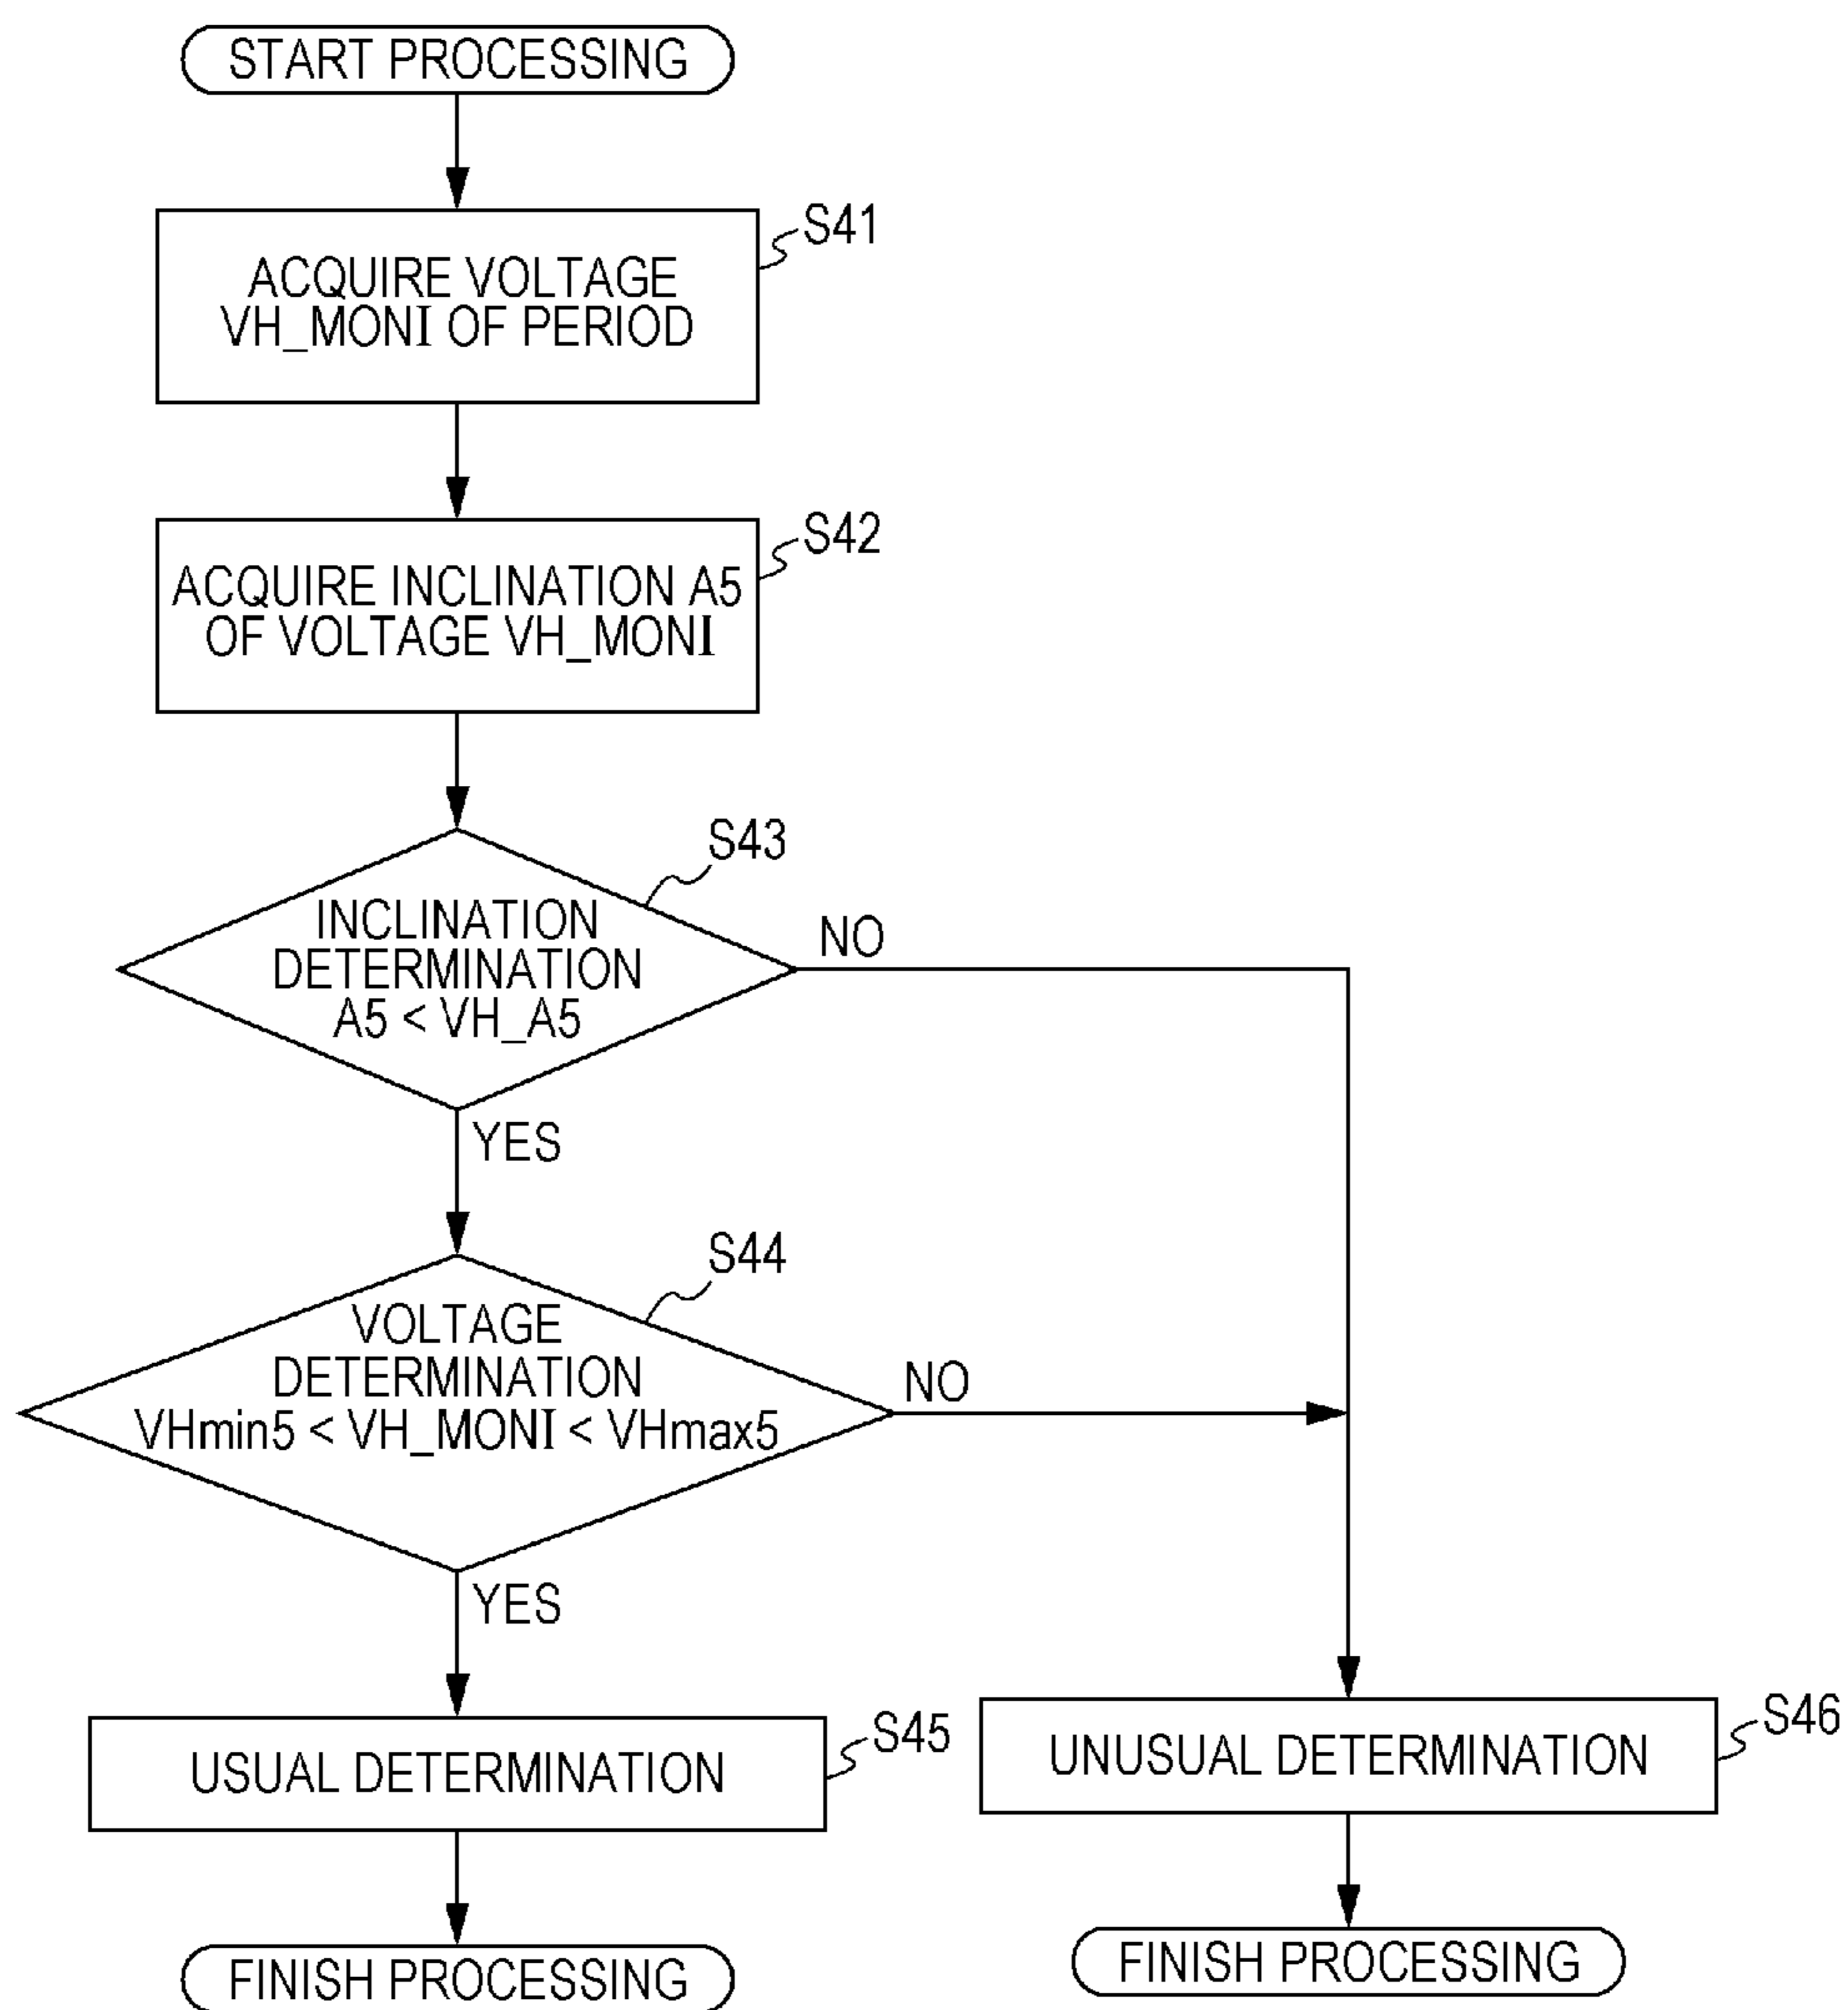 START PROCESSING
S41
ACQUIRE VOLTAGE
VH_MONI OF PERIOD
S42
ACQUIRE INCLINATION A5
OF VOLTAGE VH_MONI
S43
INCLINATION
DETERMINATION
A5 < VH_A5
NO
YES
S44
VOLTAGE
DETERMINATION
VHmin5 < VH_MONI < VHmax5
NO
YES
S45
USUAL DETERMINATION
S46
UNUSUAL DETERMINATION
FINISH PROCESSING
FINISH PROCESSING